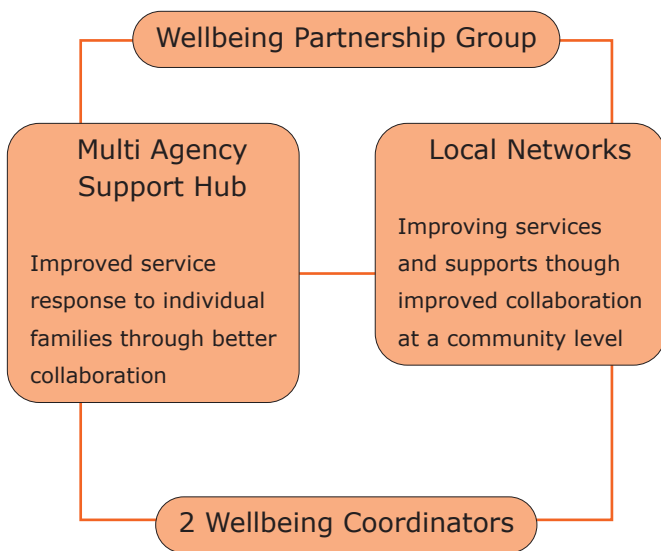 Wellbeing Partnership Group
Multi Agency
Support Hub
Improved service
response to individual
families through better
collaboration
Local Networks
Improving services
and supports though
improved collaboration
at a community level
2 Wellbeing Coordinators